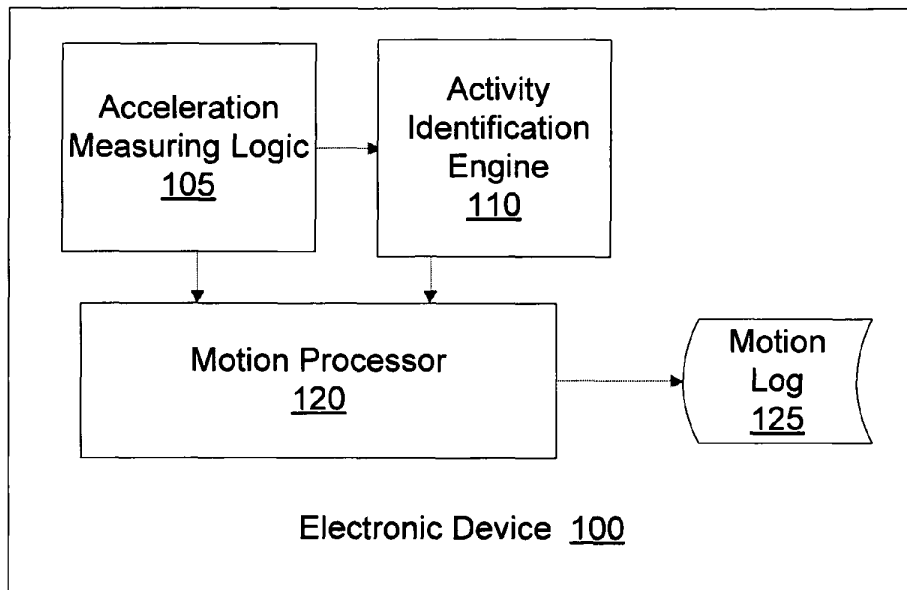 Acceleration
Measuring Logic
105
Activity
Identification
Engine
110
Motion Processor
120
Motion
Log
125
Electronic Device 100